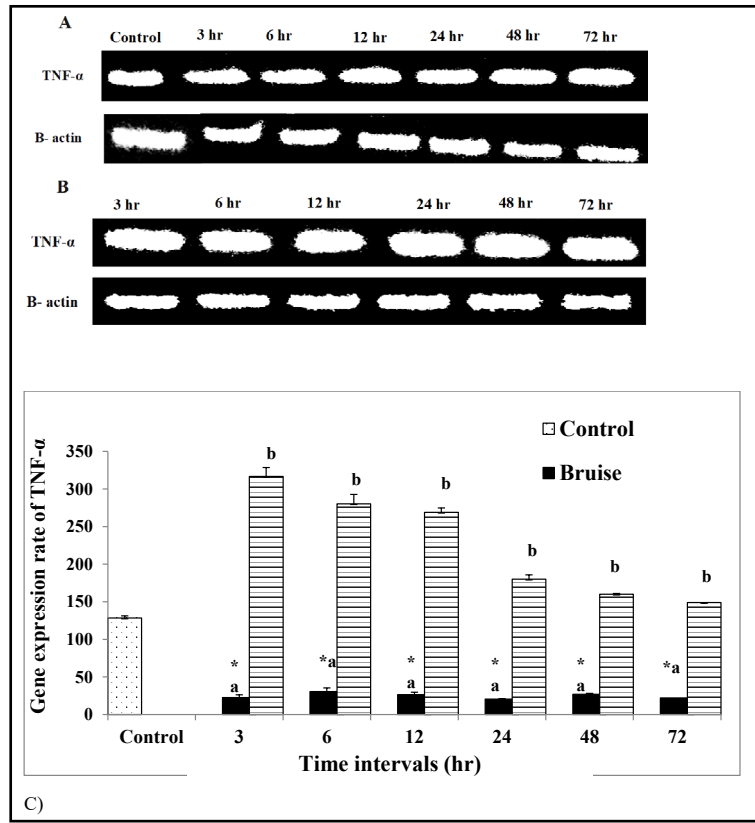 A
Control 3 hr 6 hr 12 hr 24 hr 48 hr 72 hr
TNF-α
B- actin
B
3 hr 6 hr 12 hr 24 hr 48 hr 72 hr
TNF-α
B- actin
Control
Bruise
Gene expression rate of TNF-α
350
300
250
200
150
100
50
0
b
b
b
b
b
b
*
a
*a
*
a
*
a
*
a
*a
Control 3 6 12 24 48 72
Time intervals (hr)
C)